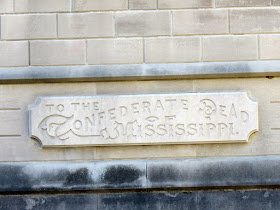 TO THE
CONFEDERATE DEAD
OF
MISSISSIPPI.